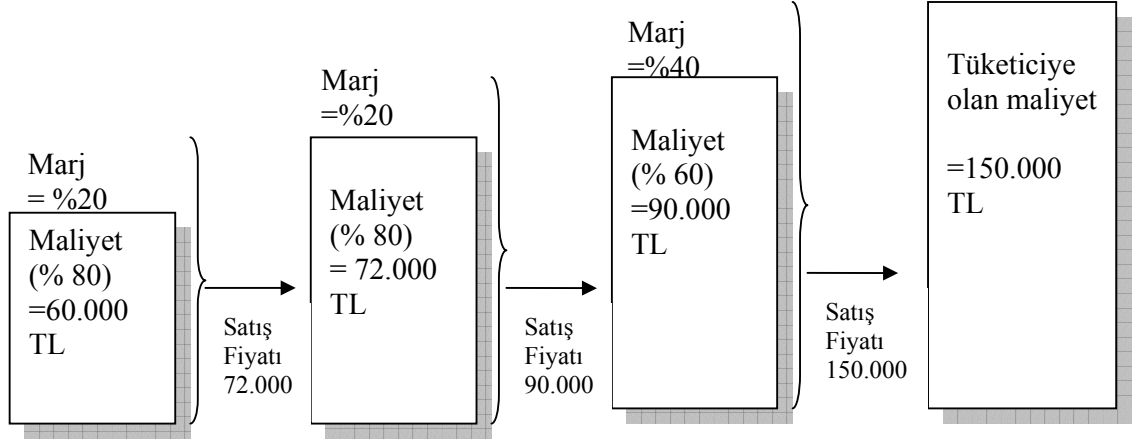 Marj
= %20
Maliyet
(% 80)
=60.000
TL
Satış
Fiyatı
72.000
Marj
=%20
Maliyet
(% 80)
= 72.000
TL
Satış
Fiyatı
90.000
Marj
=%40
Maliyet
(% 60)
=90.000
TL
Satış
Fiyatı
150.000
Tüketiciye
olan maliyet
=150.000
TL